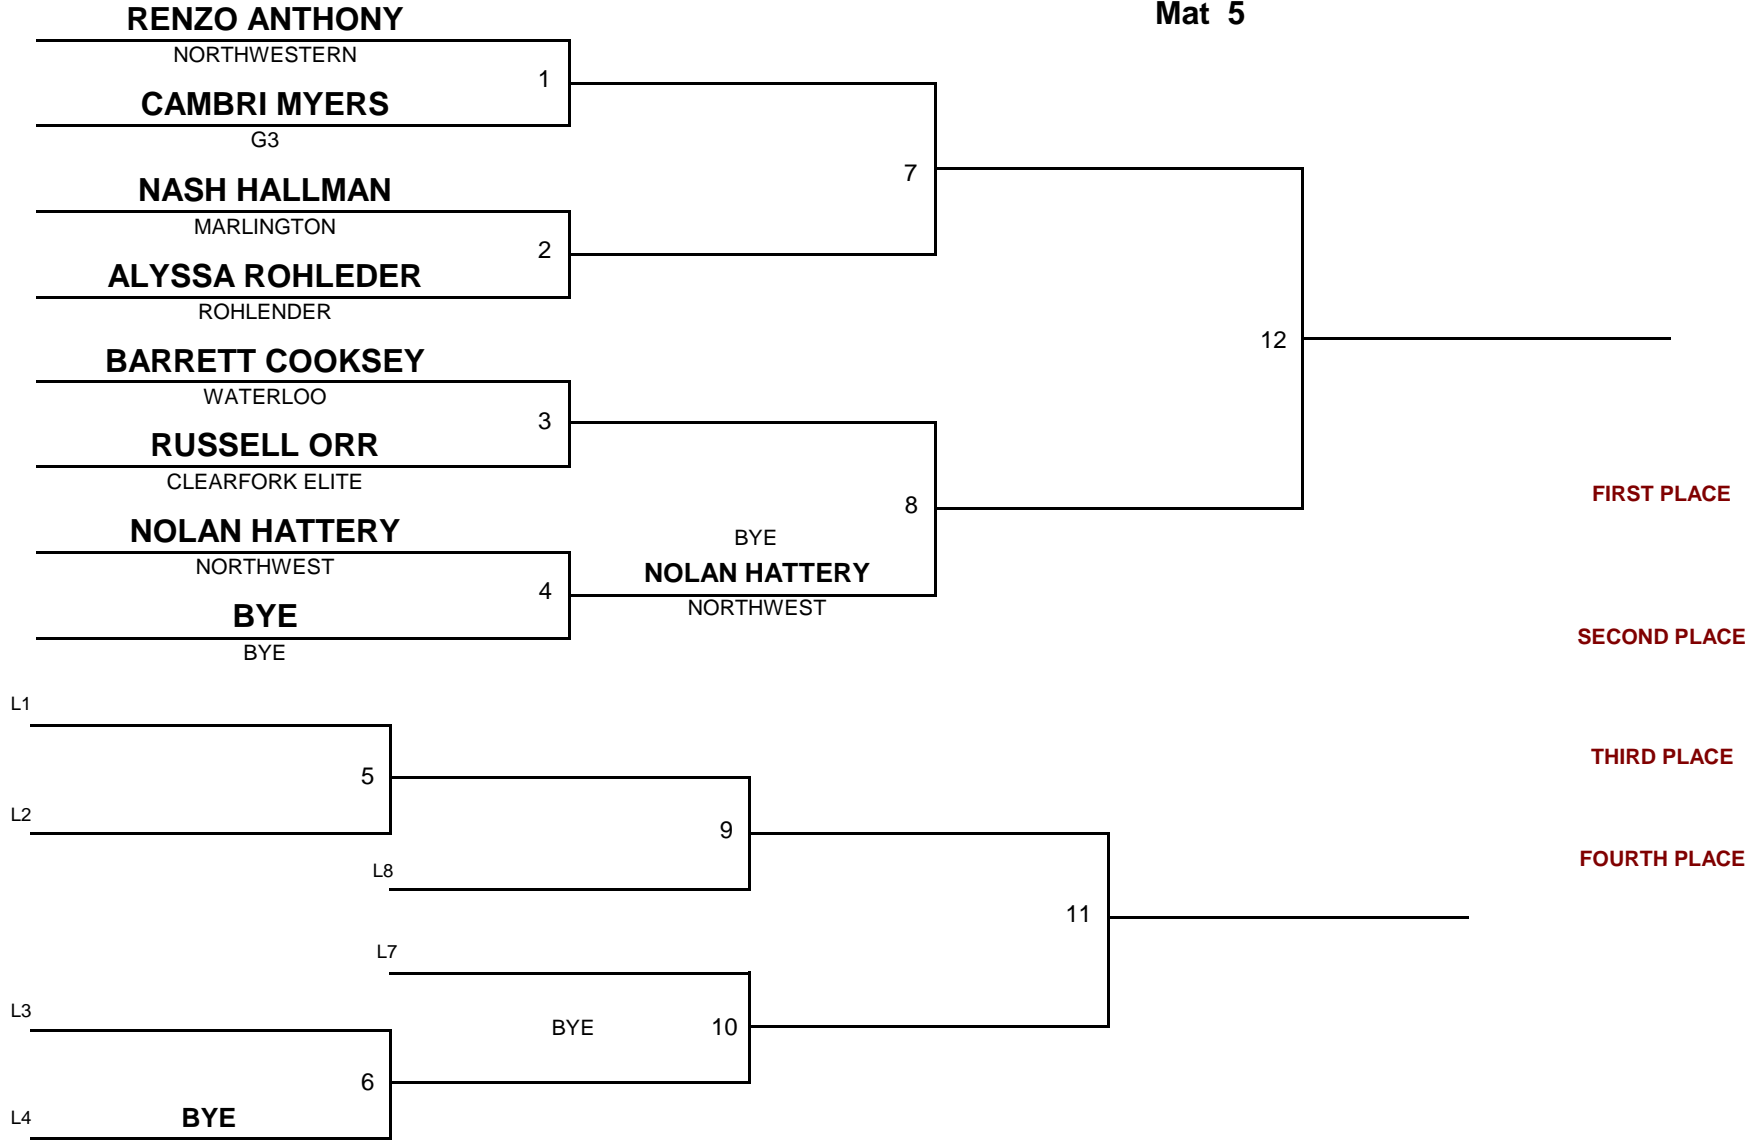 Mat  5
RENZO ANTHONY
NORTHWESTERN
1
CAMBRI MYERS
G3
7
NASH HALLMAN
MARLINGTON
2
ALYSSA ROHLEDER
ROHLENDER
12
BARRETT COOKSEY
WATERLOO
3
RUSSELL ORR
CLEARFORK ELITE
8
NOLAN HATTERY
NORTHWEST
4
BYE
NOLAN HATTERY
NORTHWEST
BYE
BYE
FIRST PLACE
SECOND PLACE
THIRD PLACE
FOURTH PLACE
L1
5
L2
9
L8
11
L7
BYE
10
L3
6
L4
BYE